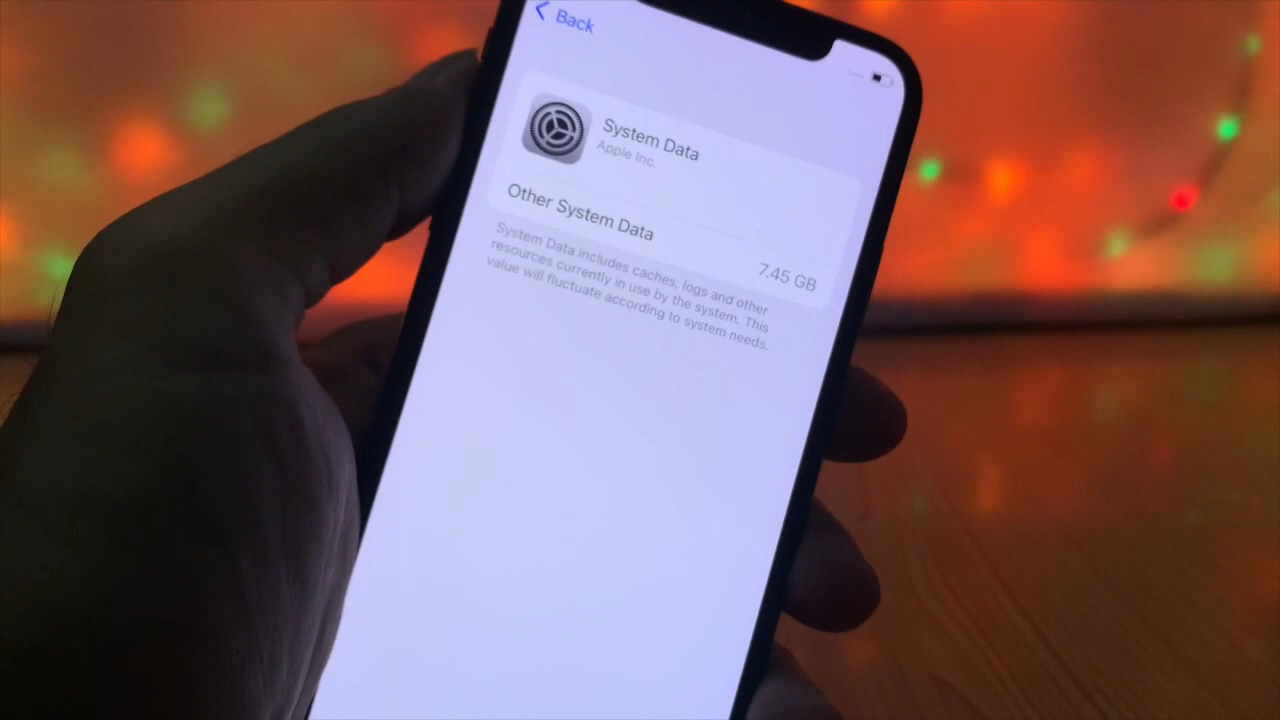 Back
System Data
Apple Inc.
Other System Data
7.45 GB
System Data includes caches, logs and other
resources currently in use by the system. This
value will fluctuate according to system needs.